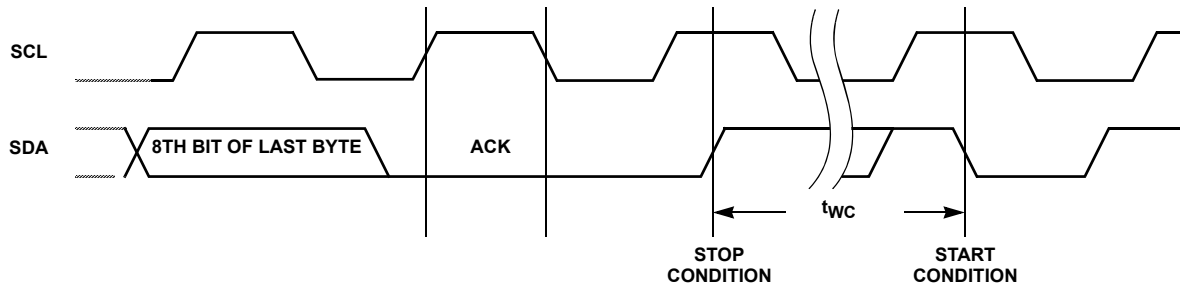 SCL
SDA
8TH BIT OF LAST BYTE
ACK
tWC
STOP
CONDITION
START
CONDITION